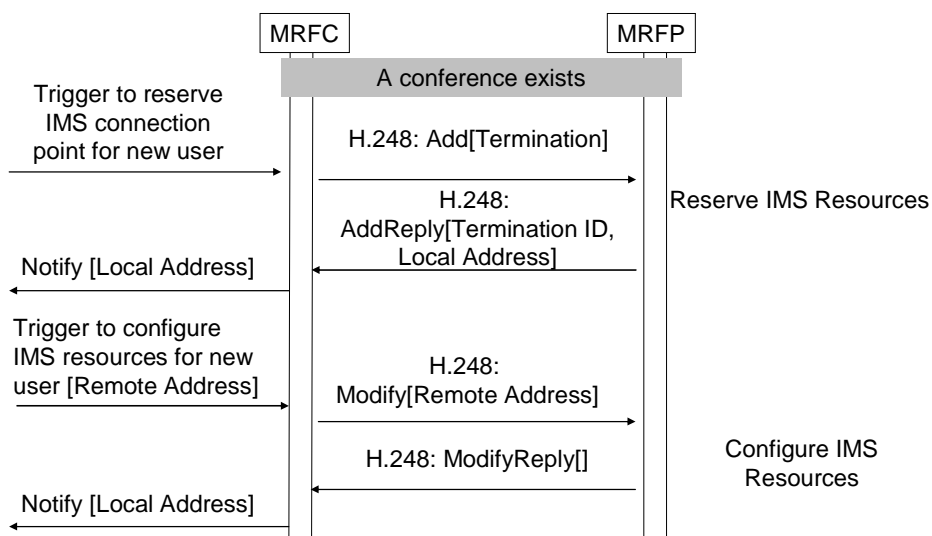 MRFC
MRFP
A conference exists
Trigger to reserve
IMS connection
point for new user
H.248: Add[Termination]
H.248:
AddReply[Termination ID,
Local Address]
Reserve IMS Resources
Notify [Local Address]
Trigger to configure
IMS resources for new
user [Remote Address]
H.248:
Modify[Remote Address]
H.248: ModifyReply[]
Configure IMS
Resources
Notify [Local Address]